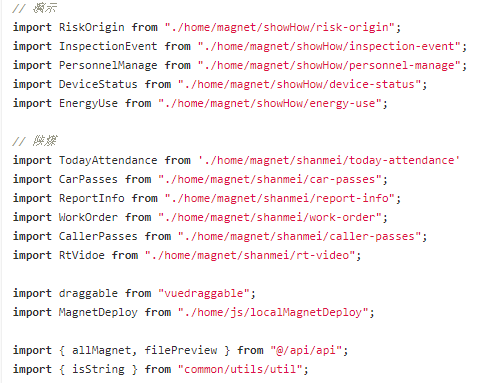 // 演示
import RiskOrigin from "./home/magnet/showHow/risk-origin";
import InspectionEvent from "./home/magnet/showHow/inspection-event";
import PersonnelManage from "./home/magnet/showHow/personnel-manage";
import DeviceStatus from "./home/magnet/showHow/device-status";
import EnergyUse from "./home/magnet/showHow/energy-use";
// 陕煤
import TodayAttendance from './home/magnet/shanmei/today-attendance'
import CarPasses from "./home/magnet/shanmei/car-passes";
import ReportInfo from "./home/magnet/shanmei/report-info";
import WorkOrder from "./home/magnet/shanmei/work-order";
import CallerPasses from "./home/magnet/shanmei/caller-passes";
import RtVidoe from "./home/magnet/shanmei/rt-video";
import draggable from "vuedraggable";
import MagnetDeploy from "./home/js/localMagnetDeploy";
import { allMagnet, filePreview } from "@/api/api";
import { isString } from "common/utils/util";